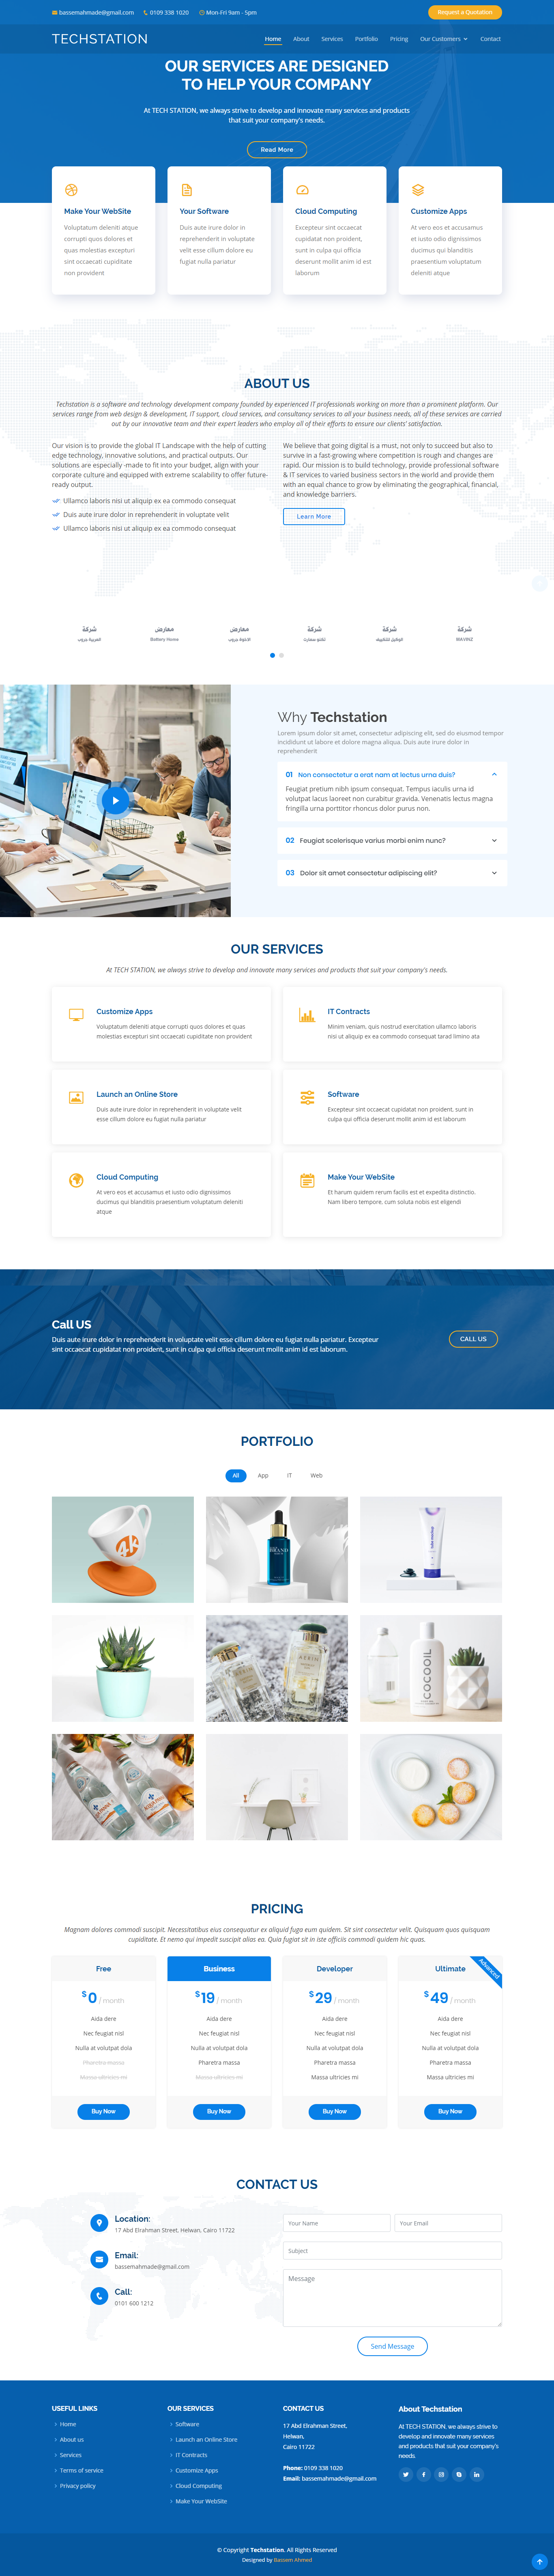 bassemahmade@gmail.com 0109 338 1020 Mon-Fri 9am - 5pm Request a Quotation
TECHSTATION Home About Services Portfolio Pricing Our Customers Contact
OUR SERVICES ARE DESIGNED
TO HELP YOUR COMPANY
At TECH STATION, we always strive to develop and innovate many services and products
that suit your company's needs.
Read More
Make Your WebSite
Voluptatum deleniti atque
corrupti quos dolores et
quas molestias excepturi
sint occaecati cupiditate
non provident
Your Software
Duis aute irure dolor in
reprehenderit in voluptate
velit esse cillum dolore eu
fugiat nulla pariatur
Cloud Computing
Excepteur sint occaecat
cupidatat non proident,
sunt in culpa qui officia
deserunt mollit anim id est
laborum
Customize Apps
At vero eos et accusamus
et iusto odio dignissimos
ducimus qui blanditiis
praesentium voluptatum
deleniti atque
ABOUT US
Techstation is a software and technology development company founded by experienced IT professionals working on more than a prominent platform. Our
services range from web design & development, IT support, cloud services, and consultancy services to all your business needs, all of these services are carried
out by our innovative team and their expert leaders who employ all of their efforts to ensure our clients' satisfaction.
Our vision is to provide the global IT Landscape with the help of cutting
edge technology, innovative solutions, and practical outputs. Our
solutions are especially -made to fit into your budget, align with your
corporate culture and equipped with extreme scalability to offer future-
ready output.
Ullamco laboris nisi ut aliquip ex ea commodo consequat
Duis aute irure dolor in reprehenderit in voluptate velit
Ullamco laboris nisi ut aliquip ex ea commodo consequat
We believe that going digital is a must, not only to succeed but also to
survive in a fast-growing where competition is rough and changes are
rapid. Our mission is to build technology, provide professional software
& IT services to varied business sectors in the world and provide them
with an equal chance to grow by eliminating the geographical, financial,
and knowledge barriers.
Learn More
شركة معارض معارض شركة شركة شركة
العربية جروب Battery Home الاخوة جروب تكنو سمارت الوكيل للتكييف WAVINZ
Why Techstation
Lorem ipsum dolor sit amet, consectetur adipiscing elit, sed do eiusmod tempor
incididunt ut labore et dolore magna aliqua. Duis aute irure dolor in
reprehenderit
01 Non consectetur a erat nam at lectus urna duis?
Feugiat pretium nibh ipsum consequat. Tempus iaculis urna id
volutpat lacus laoreet non curabitur gravida. Venenatis lectus magna
fringilla urna porttitor rhoncus dolor purus non.
02 Feugiat scelerisque varius morbi enim nunc?
03 Dolor sit amet consectetur adipiscing elit?
OUR SERVICES
At TECH STATION, we always strive to develop and innovate many services and products that suit your company's needs.
Customize Apps
Voluptatum deleniti atque corrupti quos dolores et quas
molestias excepturi sint occaecati cupiditate non provident
IT Contracts
Minim veniam, quis nostrud exercitation ullamco laboris
nisi ut aliquip ex ea commodo consequat tarad limino ata
Launch an Online Store
Duis aute irure dolor in reprehenderit in voluptate velit
esse cillum dolore eu fugiat nulla pariatur
Software
Excepteur sint occaecat cupidatat non proident, sunt in
culpa qui officia deserunt mollit anim id est laborum
Cloud Computing
At vero eos et accusamus et iusto odio dignissimos
ducimus qui blanditiis praesentium voluptatum deleniti
atque
Make Your WebSite
Et harum quidem rerum facilis est et expedita distinctio.
Nam libero tempore, cum soluta nobis est eligendi
Call US
Duis aute irure dolor in reprehenderit in voluptate velit esse cillum dolore eu fugiat nulla pariatur. Excepteur
sint occaecat cupidatat non proident, sunt in culpa qui officia deserunt mollit anim id est laborum.
CALL US
PORTFOLIO
All App IT Web
BRAND
AERIN
COCOOIL
PRICING
Magnam dolores commodi suscipit. Necessitatibus eius consequatur ex aliquid fuga eum quidem. Sit sint consectetur velit. Quisquam quos quisquam
cupiditate. Et nemo qui impedit suscipit alias ea. Quia fugiat sit in iste officiis commodi quidem hic quas.
Free
$0 / month
Aida dere
Nec feugiat nisl
Nulla at volutpat dola
Pharetra massa
Massa ultricies mi
Buy Now
Business
$19 / month
Aida dere
Nec feugiat nisl
Nulla at volutpat dola
Pharetra massa
Massa ultricies mi
Buy Now
Developer
$29 / month
Aida dere
Nec feugiat nisl
Nulla at volutpat dola
Pharetra massa
Massa ultricies mi
Buy Now
Ultimate
Advanced
$49 / month
Aida dere
Nec feugiat nisl
Nulla at volutpat dola
Pharetra massa
Massa ultricies mi
Buy Now
CONTACT US
Location:
17 Abd Elrahman Street, Helwan, Cairo 11722
Email:
bassemahmade@gmail.com
Call:
0101 600 1212
Your Name Your Email
Subject
Message
Send Message
USEFUL LINKS
Home
About us
Services
Terms of service
Privacy policy
OUR SERVICES
Software
Launch an Online Store
IT Contracts
Customize Apps
Cloud Computing
Make Your WebSite
CONTACT US
17 Abd Elrahman Street,
Helwan,
Cairo 11722
Phone: 0109 338 1020
Email: bassemahmade@gmail.com
About Techstation
At TECH STATION, we always strive to
develop and innovate many services
and products that suit your company's
needs.
© Copyright Techstation. All Rights Reserved
Designed by Bassem Ahmed